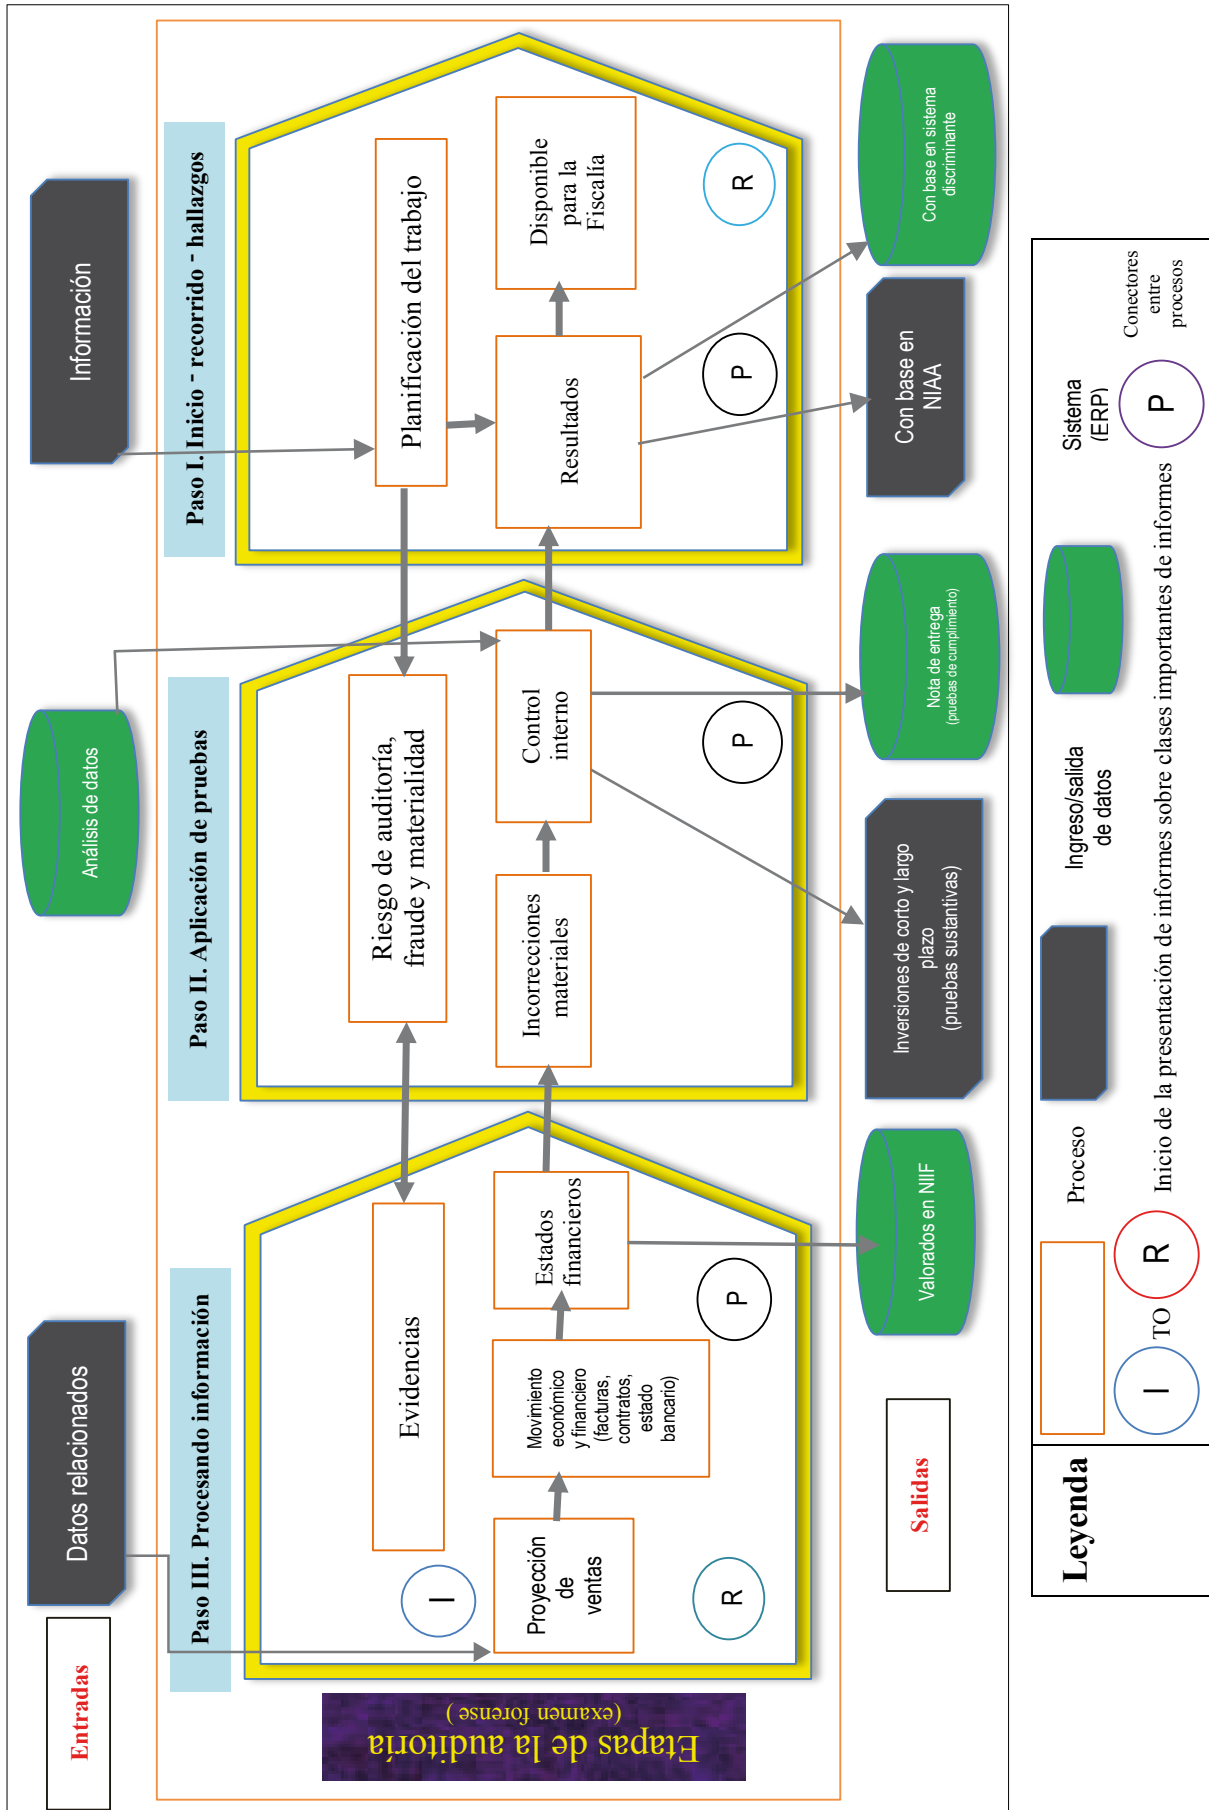 Entradas
Datos relacionados
Análisis de datos
Información
Etapas de la auditoría
(examen forense )
Paso III. Procesando información
Evidencias
I
Proyección
de
ventas
Movimiento
económico
y financiero
(facturas,
contratos,
estado
bancario)
Estados
financieros
R
P
Paso II. Aplicación de pruebas
Riesgo de auditoría,
fraude y materialidad
Incorrecciones
materiales
Control
interno
P
Paso I. Inicio - recorrido - hallazgos
Planificación del trabajo
Resultados
Disponible
para la
Fiscalía
P
R
Salidas
Valorados en NIIF
Inversiones de corto y largo
plazo
(pruebas sustantivas)
Nota de entrega
(pruebas de cumplimiento)
Con base en
NIAA
Con base en sistema
discriminante
Leyenda
Proceso
Ingreso/salida
de datos
Sistema
(ERPI)
I TO R
Inicio de la presentación de informes sobre clases importantes de informes
P
Conectores
entre
procesos